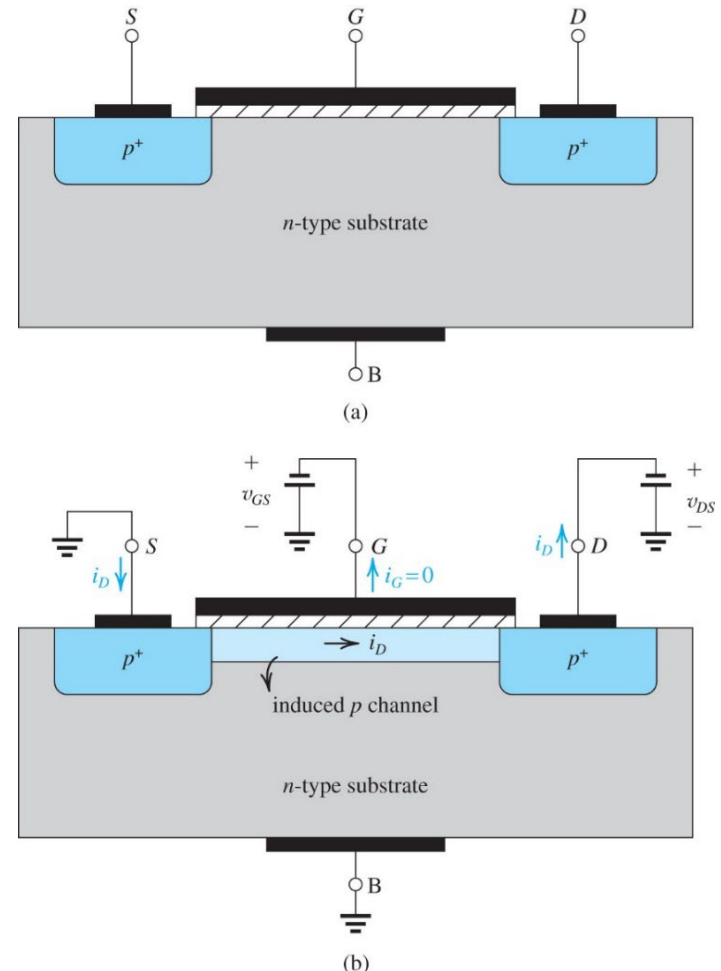 S G D
p+ p+
n-type substrate
B
(a)
+ +
vGS vDS
− −
S G iD D
iD iG=0
p+ iD p+
induced p channel
n-type substrate
B
(b)